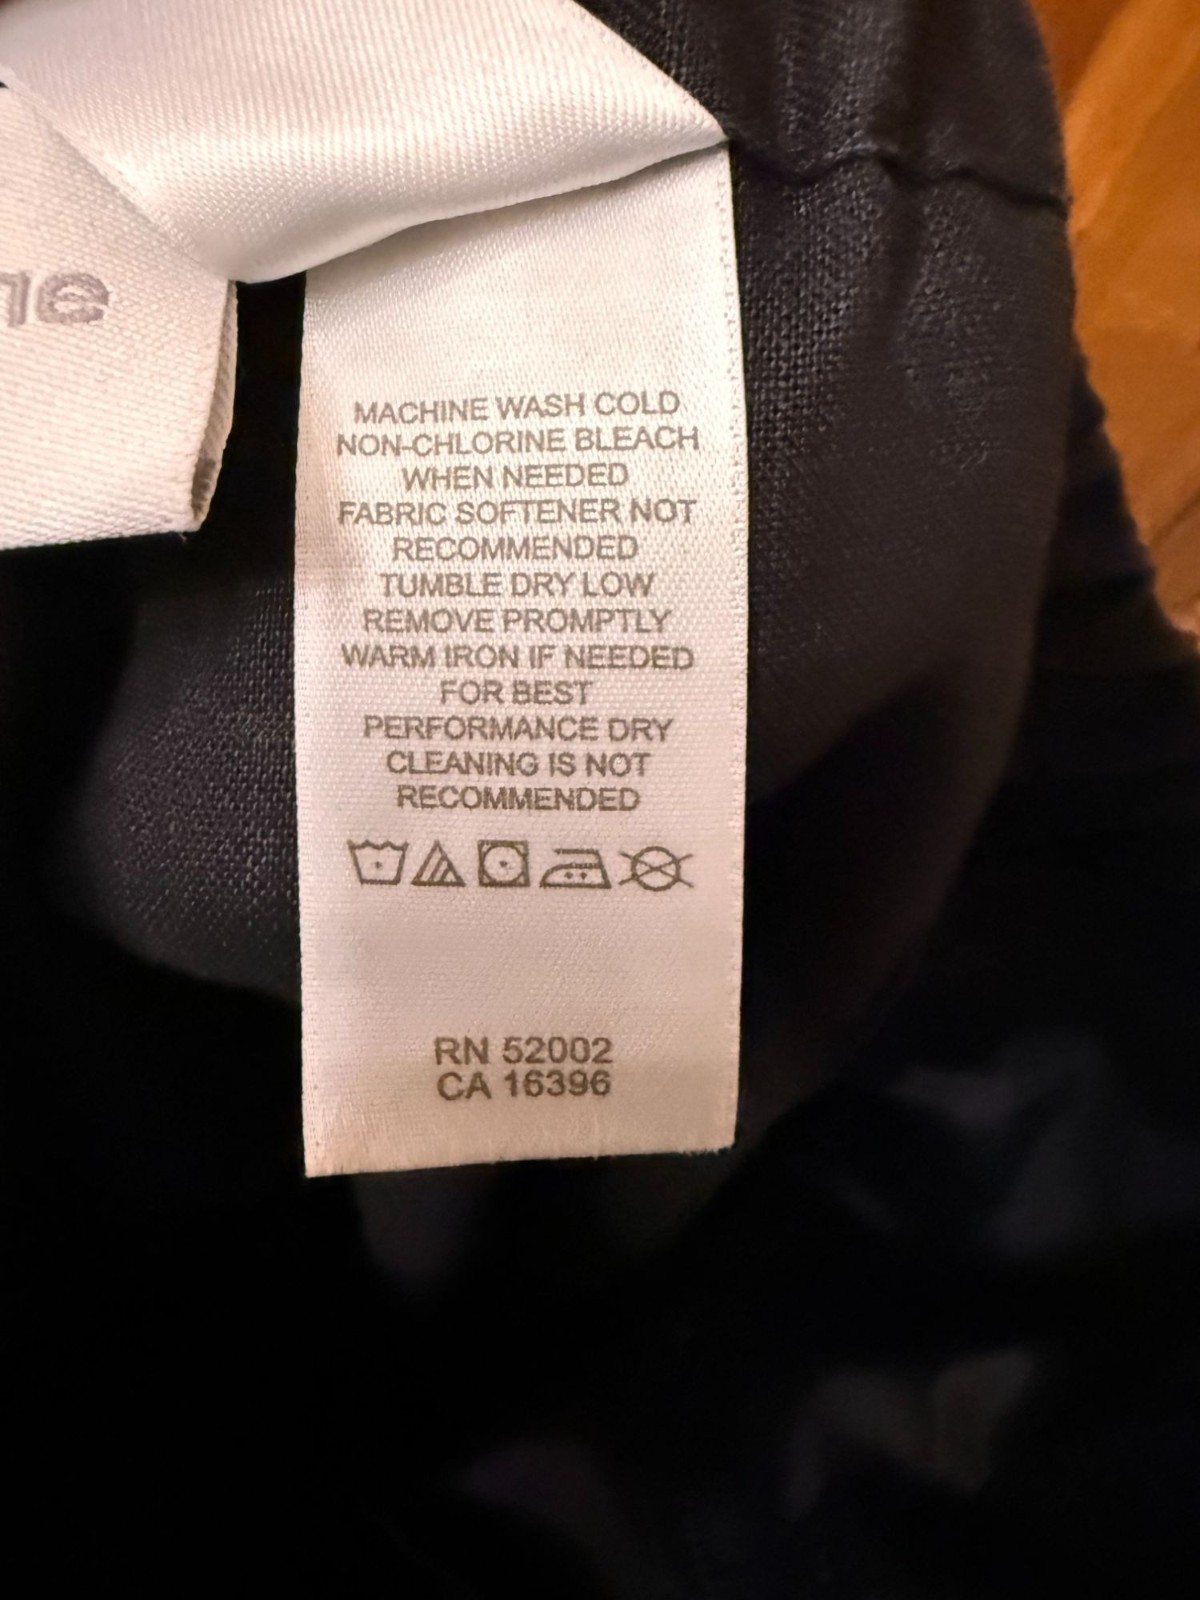 ne
MACHINE WASH COLD
NON-CHLORINE BLEACH
WHEN NEEDED
FABRIC SOFTENER NOT
RECOMMENDED
TUMBLE DRY LOW
REMOVE PROMPTLY
WARM IRON IF NEEDED
FOR BEST
PERFORMANCE DRY
CLEANING IS NOT
RECOMMENDED
RN 52002
CA 16396